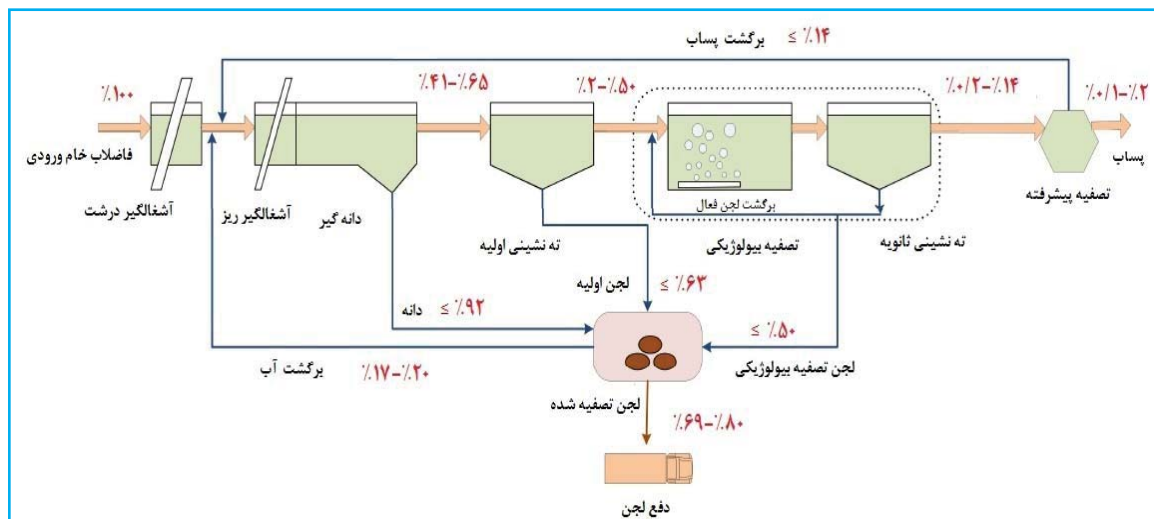 برگشت پساب ≤ ٪۱۴
٪۱۰۰
٪۴۱-٪۶۵
٪۲-٪۵۰
٪۰/۲-٪۱۴
٪۰/۱-٪۲
فاضلاب خام ورودی
پساب
آشغالگیر درشت
آشغالگیر ریز
دانه گیر
ته نشینی اولیه
برگشت لجن فعال
تصفیه بیولوژیکی
ته نشینی ثانویه
تصفیه پیشرفته
لجن اولیه
≤ ٪۶۳
دانه
≤ ٪۹۲
≤ ٪۵۰
برگشت آب
٪۱۷-٪۲۰
لجن تصفیه بیولوژیکی
لجن تصفیه شده
٪۶۹-٪۸۰
دفع لجن